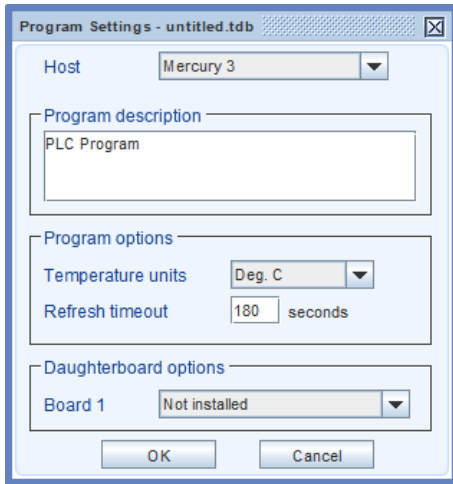 Program Settings - untitled.tdb
Host Mercury 3
Program description
PLC Program
Program options
Temperature units Deg. C
Refresh timeout 180 seconds
Daughterboard options
Board 1 Not installed
OK Cancel